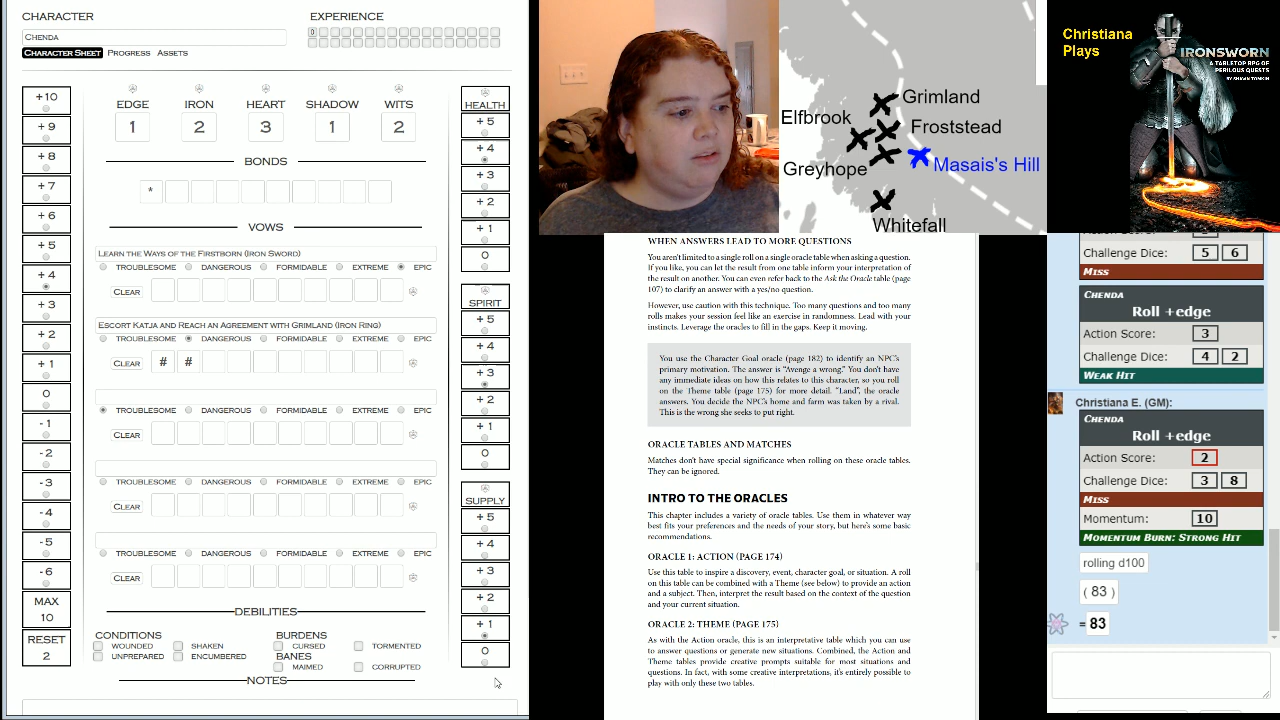 CHARACTER
CHENDA
CHARACTER SHEET PROGRESS ASSETS
EXPERIENCE
0
EDGE IRON HEART SHADOW WITS
1 2 3 1 2
BONDS
*
VOWS
LEARN THE WAYS OF THE FIRSTBORN (IRON SWORD)
TROUBLESOME DANGEROUS FORMIDABLE EXTREME EPIC
CLEAR
ESCORT KATJA AND REACH AN AGREEMENT WITH GRIMLAND (IRON RING)
TROUBLESOME DANGEROUS FORMIDABLE EXTREME EPIC
CLEAR # #
TROUBLESOME DANGEROUS FORMIDABLE EXTREME EPIC
CLEAR
TROUBLESOME DANGEROUS FORMIDABLE EXTREME EPIC
CLEAR
TROUBLESOME DANGEROUS FORMIDABLE EXTREME EPIC
CLEAR
DEBILITIES
CONDITIONS
WOUNDED SHAKEN
UNPREPARED ENCUMBERED
BURDENS
CURSED TORMENTED
BANES
MAIMED CORRUPTED
NOTES
+10
+9
+8
+7
+6
+5
+4
+3
+2
+1
0
-1
-2
-3
-4
-5
-6
MAX
10
RESET
2
HEALTH
+5
+4
+3
+2
+1
0
SPIRIT
+5
+4
+3
+2
+1
0
SUPPLY
+5
+4
+3
+2
+1
0
Grimland
Elfbrook
Froststead
Greyhope
Masais's Hill
Whitefall
Christiana
Plays
IRONSWORN
A TABLETOP RPG OF
PERILOUS QUESTS
BY SHAWN TOMKIN
WHEN ANSWERS LEAD TO MORE QUESTIONS
You aren't limited to a single roll on a single oracle table when asking a question.
If you like, you can let the result from one table inform your interpretation of
the result on another. You can even refer back to the Ask the Oracle table (page
107) to clarify an answer with a yes/no question.
However, use caution with this technique. Too many questions and too many
rolls makes your session feel like an exercise in randomness. Lead with your
instincts. Leverage the oracles to fill in the gaps. Keep it moving.
You use the Character Goal oracle (page 182) to identify an NPC's
primary motivation. The answer is “Avenge a wrong.” You don't have
any immediate ideas on how this relates to this character, so you roll
on the Theme table (page 175) for more detail. “Land”, the oracle
answers. You decide the NPC's home and farm was taken by a rival.
This is the wrong she seeks to put right.
ORACLE TABLES AND MATCHES
Matches don't have special significance when rolling on these oracle tables.
They can be ignored.
INTRO TO THE ORACLES
This chapter includes a variety of oracle tables. Use them in whatever way
best fits your preferences and the needs of your story, but here's some basic
recommendations.
ORACLE 1: ACTION (PAGE 174)
Use this table to inspire a discovery, event, character goal, or situation. A roll
on this table can be combined with a Theme (see below) to provide an action
and a subject. Then, interpret the result based on the context of the question
and your current situation.
ORACLE 2: THEME (PAGE 175)
As with the Action oracle, this is an interpretative table which you can use
to answer questions or generate new situations. Combined, the Action and
Theme tables provide creative prompts suitable for most situations and
questions. In fact, with some creative interpretations, it's entirely possible to
play with only these two tables.
Challenge Dice: 5 6
MISS
CHENDA
Roll +edge
Action Score: 3
Challenge Dice: 4 2
WEAK HIT
Christiana E. (GM):
CHENDA
Roll +edge
Action Score: 2
Challenge Dice: 3 8
MISS
Momentum: 10
MOMENTUM BURN: STRONG HIT
rolling d100
( 83 )
= 83